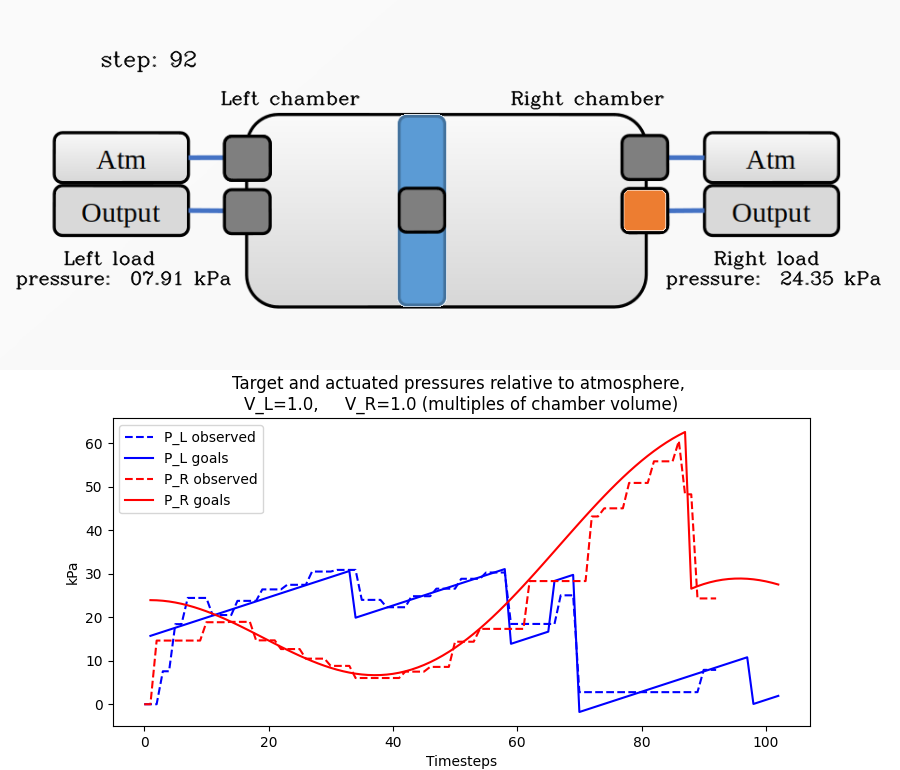 step: 92
Left chamber
Right chamber
Atm
Atm
Output
Output
Left load
pressure: 07.91 kPa
Right load
pressure: 24.35 kPa
Target and actuated pressures relative to atmosphere,
V_L=1.0, V_R=1.0 (multiples of chamber volume)
P_L observed
P_L goals
P_R observed
P_R goals
60
50
40
30
20
10
0
kPa
0 20 40 60 80 100
Timesteps